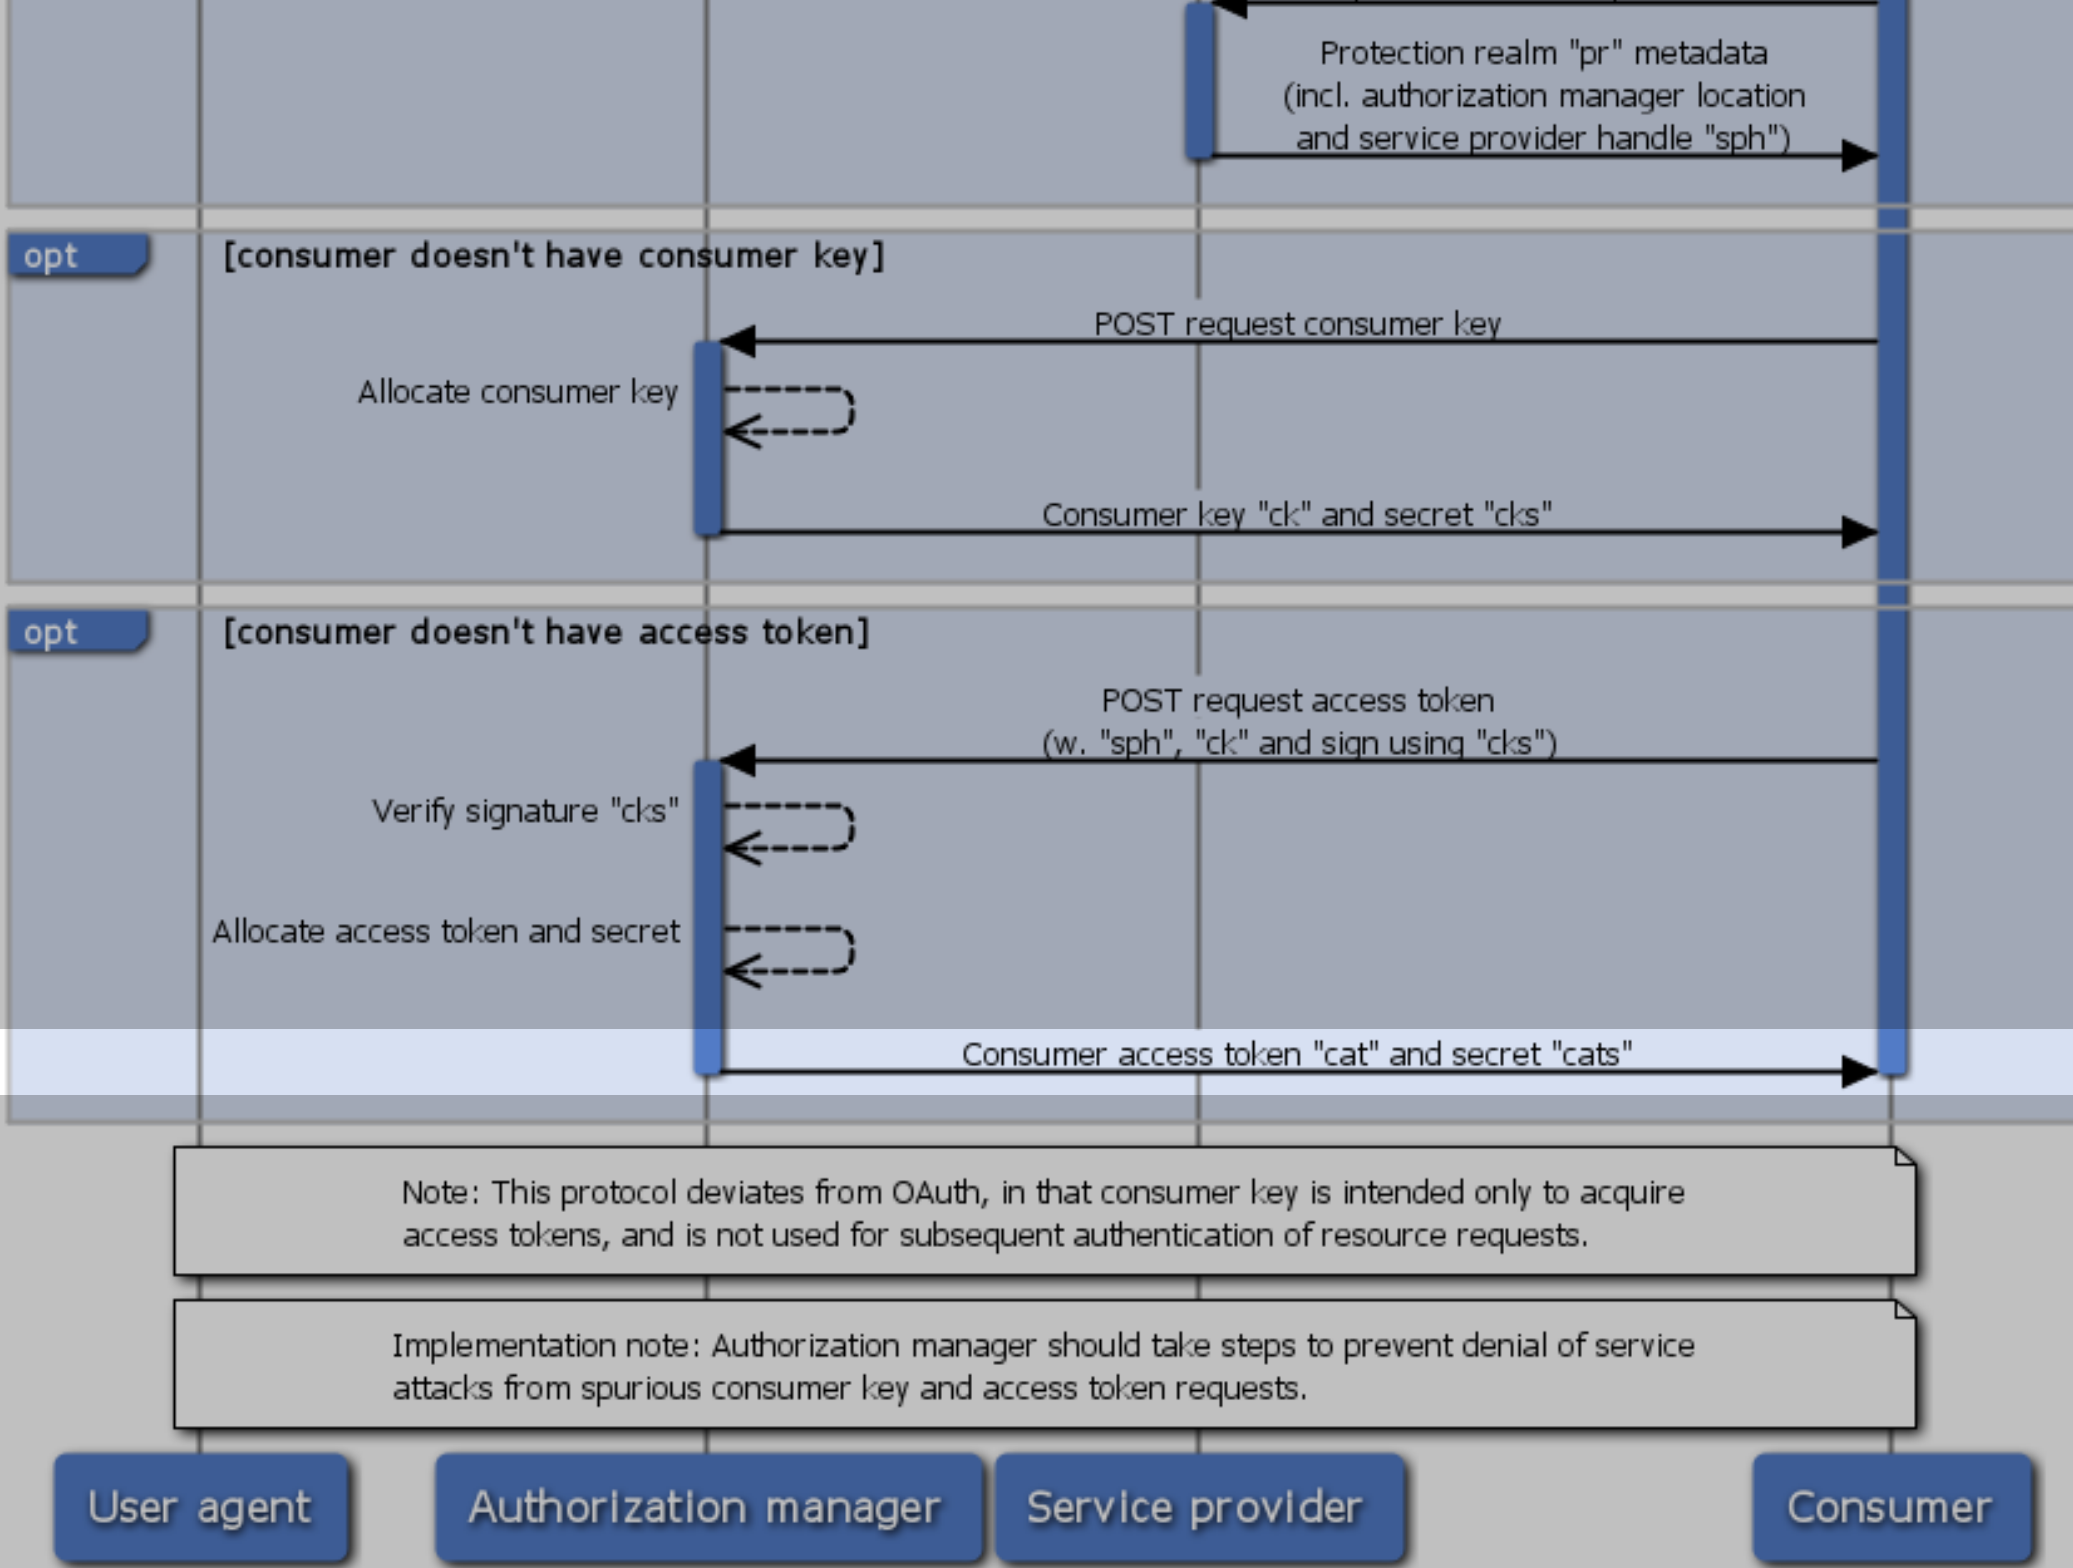 Protection realm "pr" metadata
(incl. authorization manager location
and service provider handle "sph")
opt
[consumer doesn't have consumer key]
POST request consumer key
Allocate consumer key
Consumer key "ck" and secret "cks"
opt
[consumer doesn't have access token]
POST request access token
(w. "sph", "ck" and sign using "cks")
Verify signature "cks"
Allocate access token and secret
Consumer access token "cat" and secret "cats"
Note: This protocol deviates from OAuth, in that consumer key is intended only to acquire
access tokens, and is not used for subsequent authentication of resource requests.
Implementation note: Authorization manager should take steps to prevent denial of service
attacks from spurious consumer key and access token requests.
User agent
Authorization manager
Service provider
Consumer